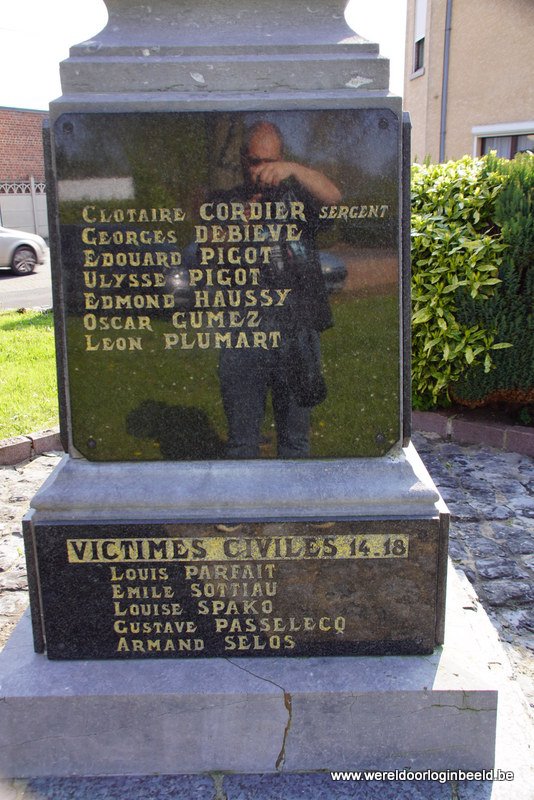 CLOTAIRE CORDIER SERGENT
GEORGES DEBIEVE
EDOUARD PIGOT
ULYSSE PIGOT
EDMOND HAUSSY
OSCAR GUMEZ
LEON PLUMART
VICTIMES CIVILES 14-18
LOUIS PARFAIT
EMILE SOTTIAU
LOUISE SPAKO
GUSTAVE PASSELECQ
ARMAND SELOS
www.wereldoorloginbeeld.be